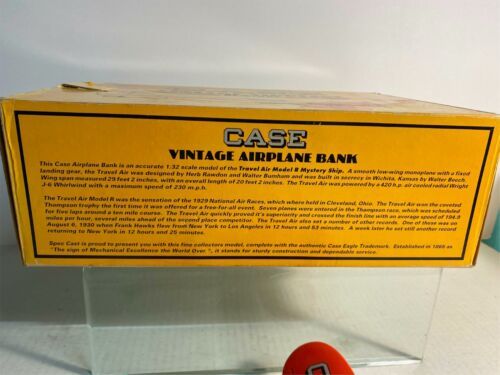 CASE
VINTAGE AIRPLANE BANK
This Case Airplane Bank is an accurate 1:32 scale model of the Travel Air Model R Mystery Ship. A smooth low-wing monoplane with a fixed
landing gear, the Travel Air was designed by Herb Rawdon and Walter Burnham and was built in secrecy in Wichita, Kansas by Walter Beech.
Wing span measured 29 feet 2 inches, with an overall length of 20 feet 2 inches. The Travel Air was powered by a 420 h.p. air cooled radial Wright
J-6 Whirlwind with a maximum speed of 230 m.p.h.
The Travel Air Model R was the sensation of the 1929 National Air Races, which where held in Cleveland, Ohio. The Travel Air won the coveted
Thompson trophy the first time it was offered for a free-for-all event. Seven planes were entered in the Thompson race, which was scheduled
for five laps around a ten mile course. The Travel Air quickly proved it's superiority and crossed the finish line with an average speed of 194.9
miles per hour, several miles ahead of the second place competitor. The Travel Air also set a number of other records. One of these was on
August 6, 1930 when Frank Hawks flew from New York to Los Angeles in 12 hours and 53 minutes. A week later he set still another record
returning to New York in 12 hours and 25 minutes.
Spec Cast is proud to present you with this fine collectors model, complete with the authentic Case Eagle Trademark. Established in 1866 as
"The sign of Mechanical Excellence the World Over", it stands for sturdy construction and dependable service.